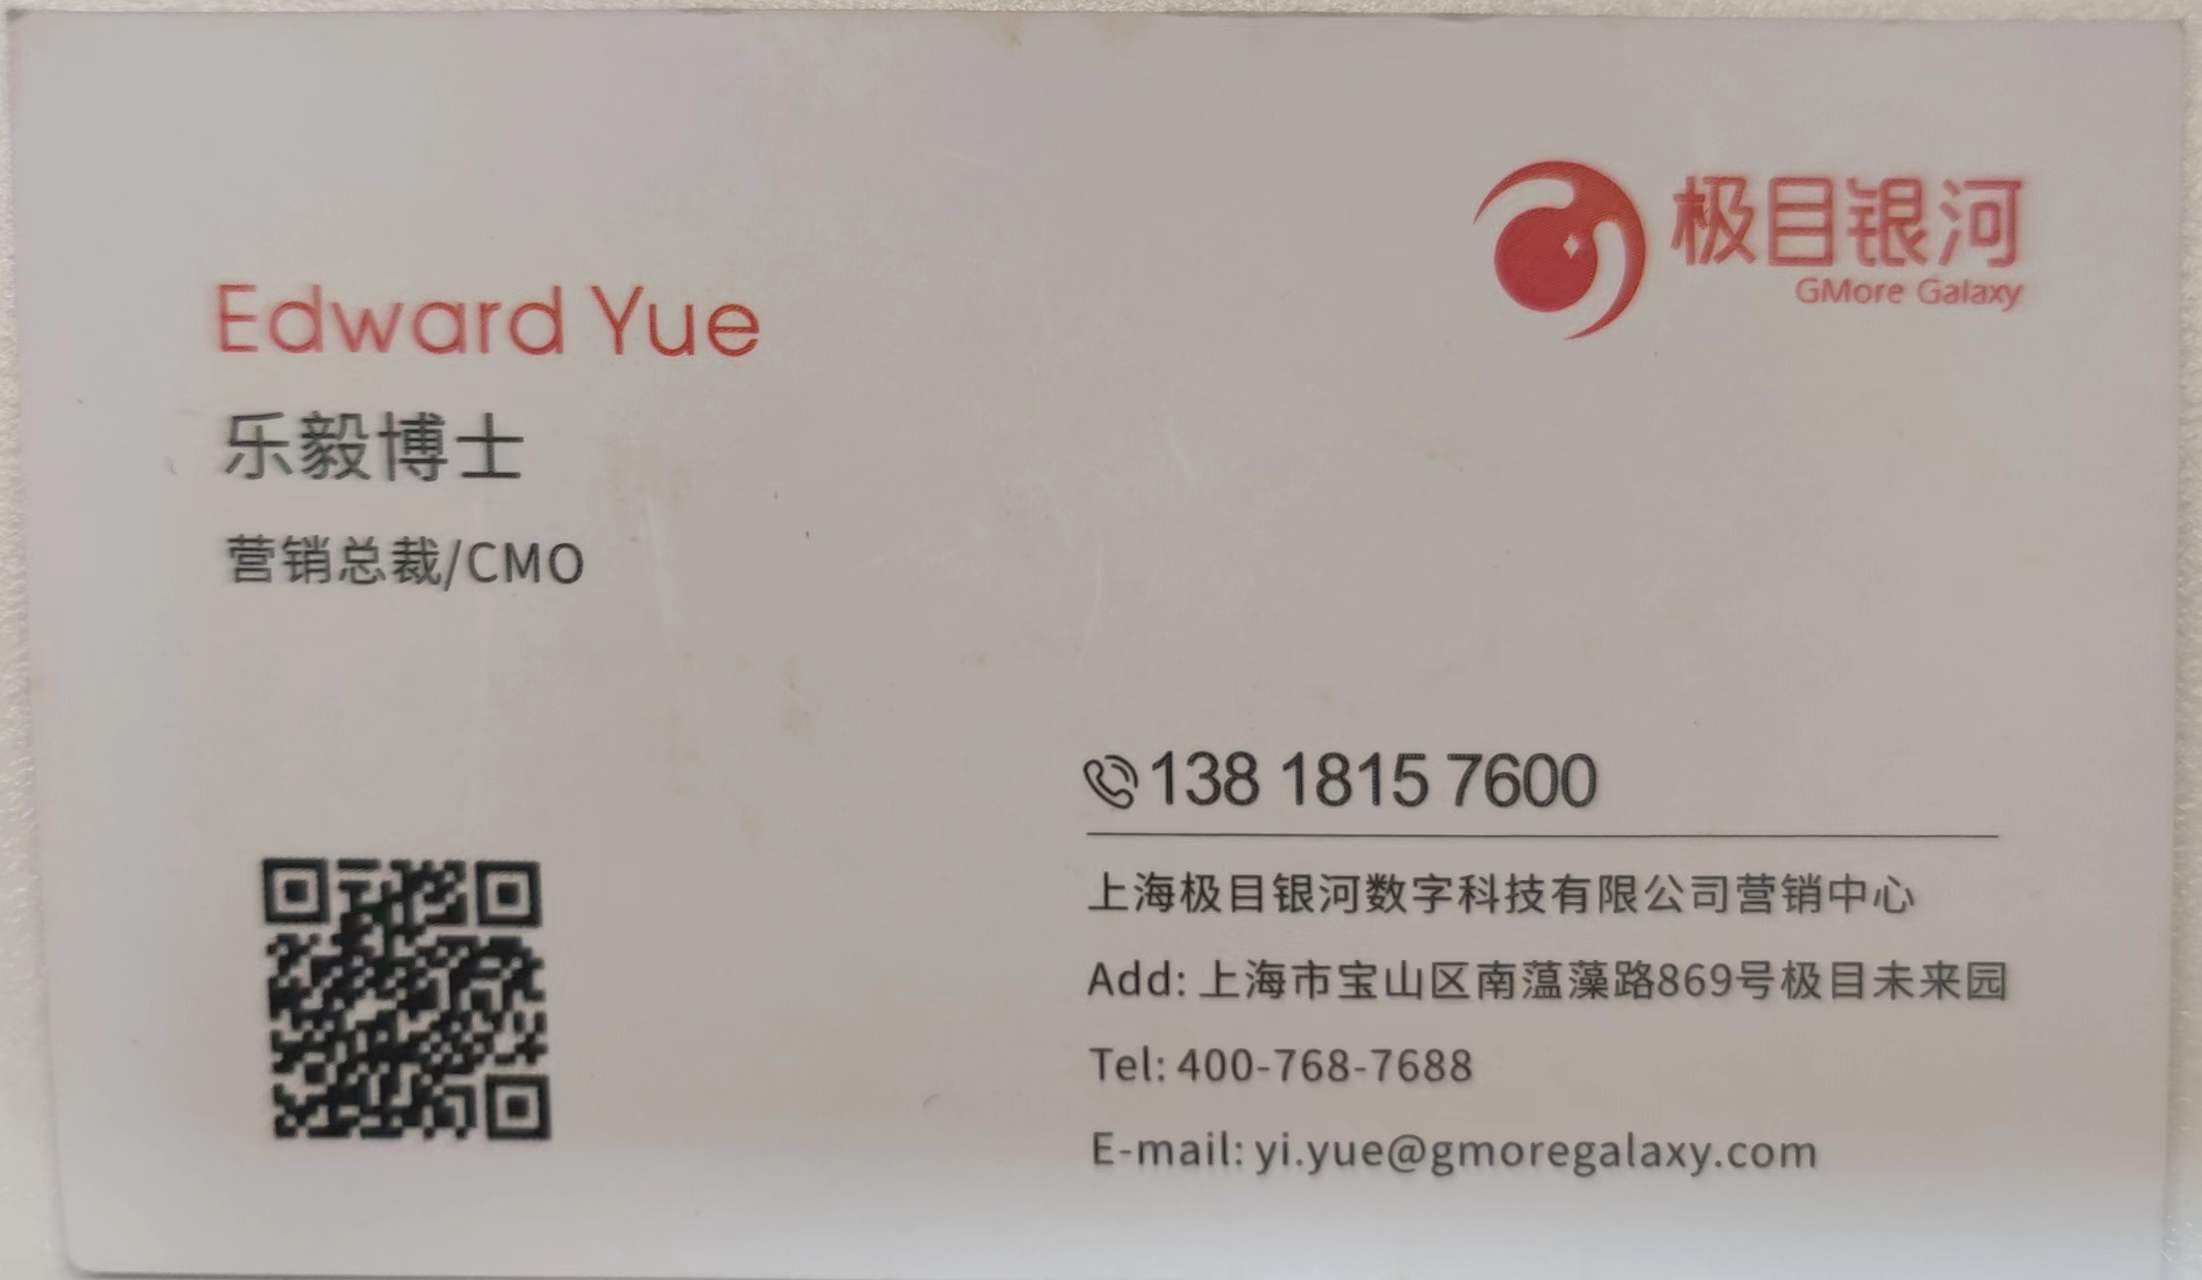 极目银河
GMore Galaxy
Edward Yue
乐毅博士
营销总裁/CMO
138 1815 7600
上海极目银河数字科技有限公司营销中心
Add: 上海市宝山区南蕰藻路869号极目未来园
Tel: 400-768-7688
E-mail: yi.yue@gmoregalaxy.com